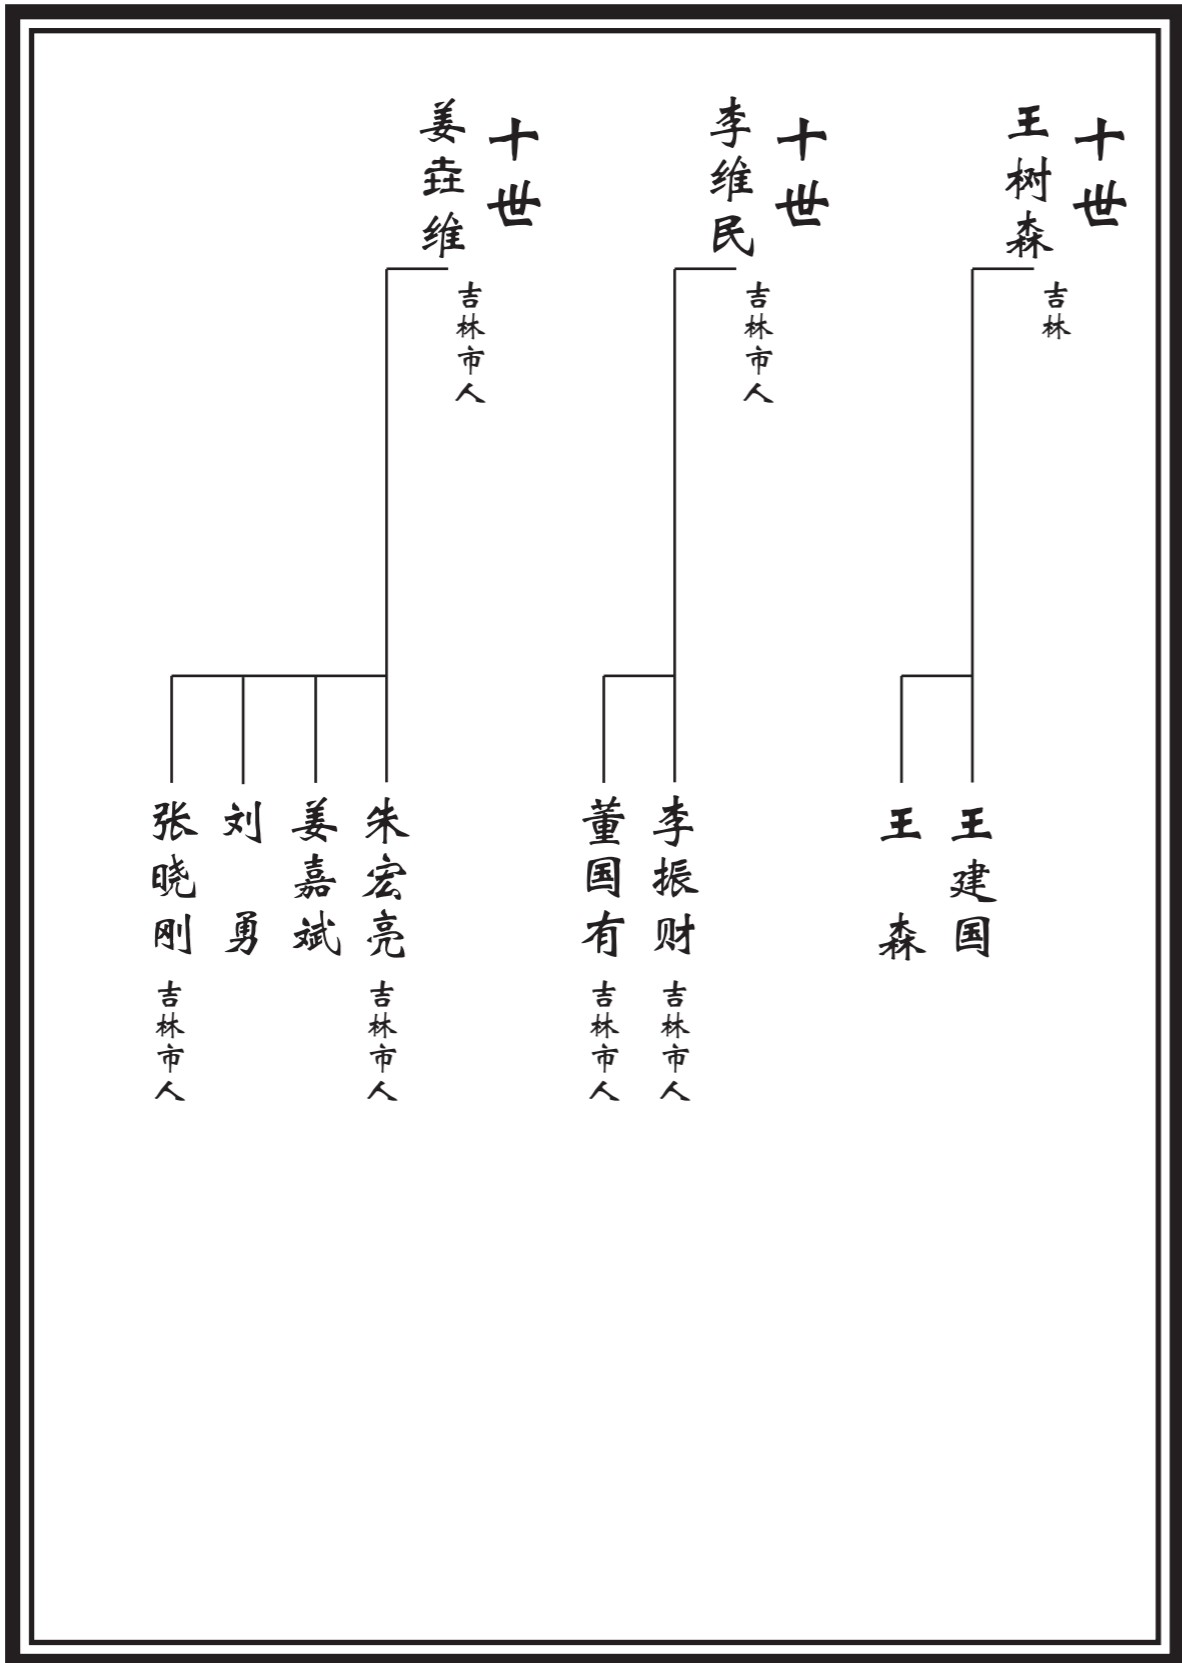 十世
王树森
吉林
王建国
王森
十世
李维民
吉林市人
李振财
吉林市人
董国有
吉林市人
十世
姜垚维
吉林市人
朱宏亮
吉林市人
姜嘉斌
刘勇
张晓刚
吉林市人